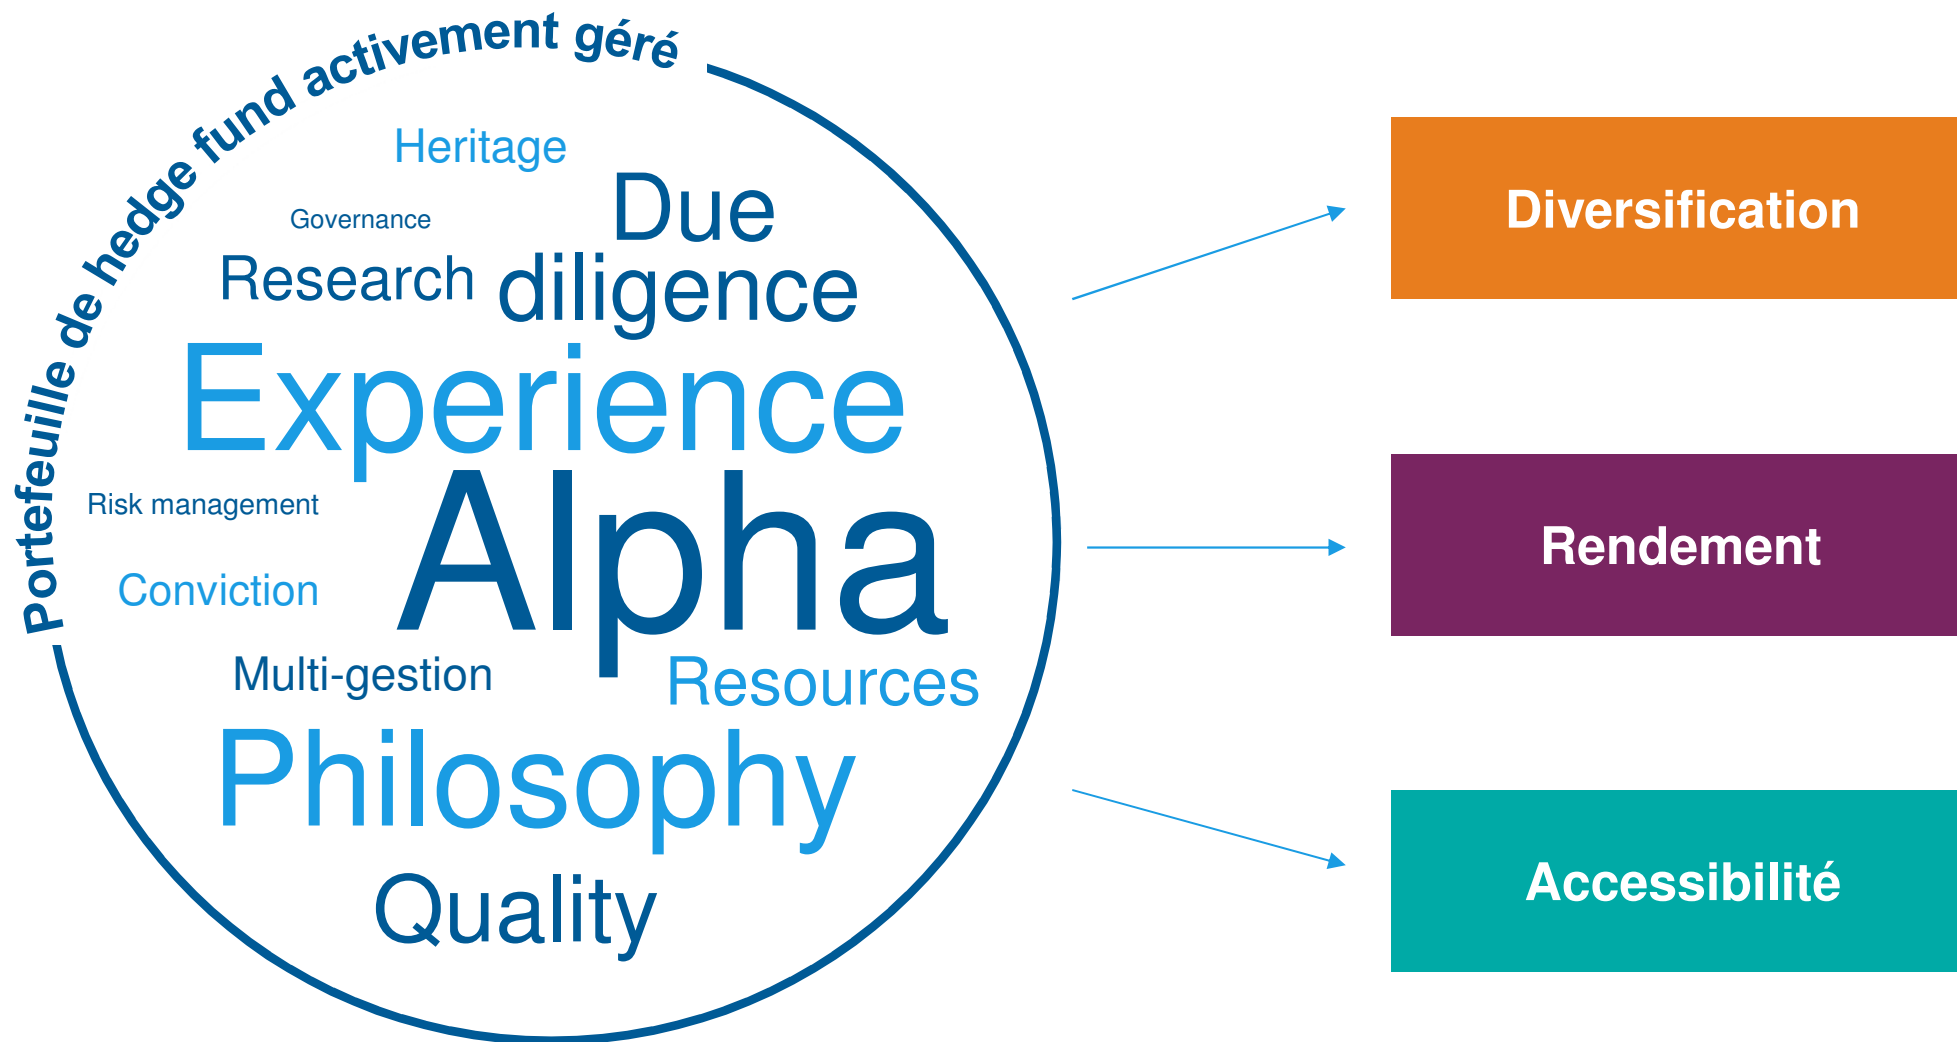 Portefeuille de hedge fund activement géré
Heritage
Governance
Due
Research
diligence
Experience
Risk management
Alpha
Conviction
Multi-gestion
Resources
Philosophy
Quality
Diversification
Rendement
Accessibilité